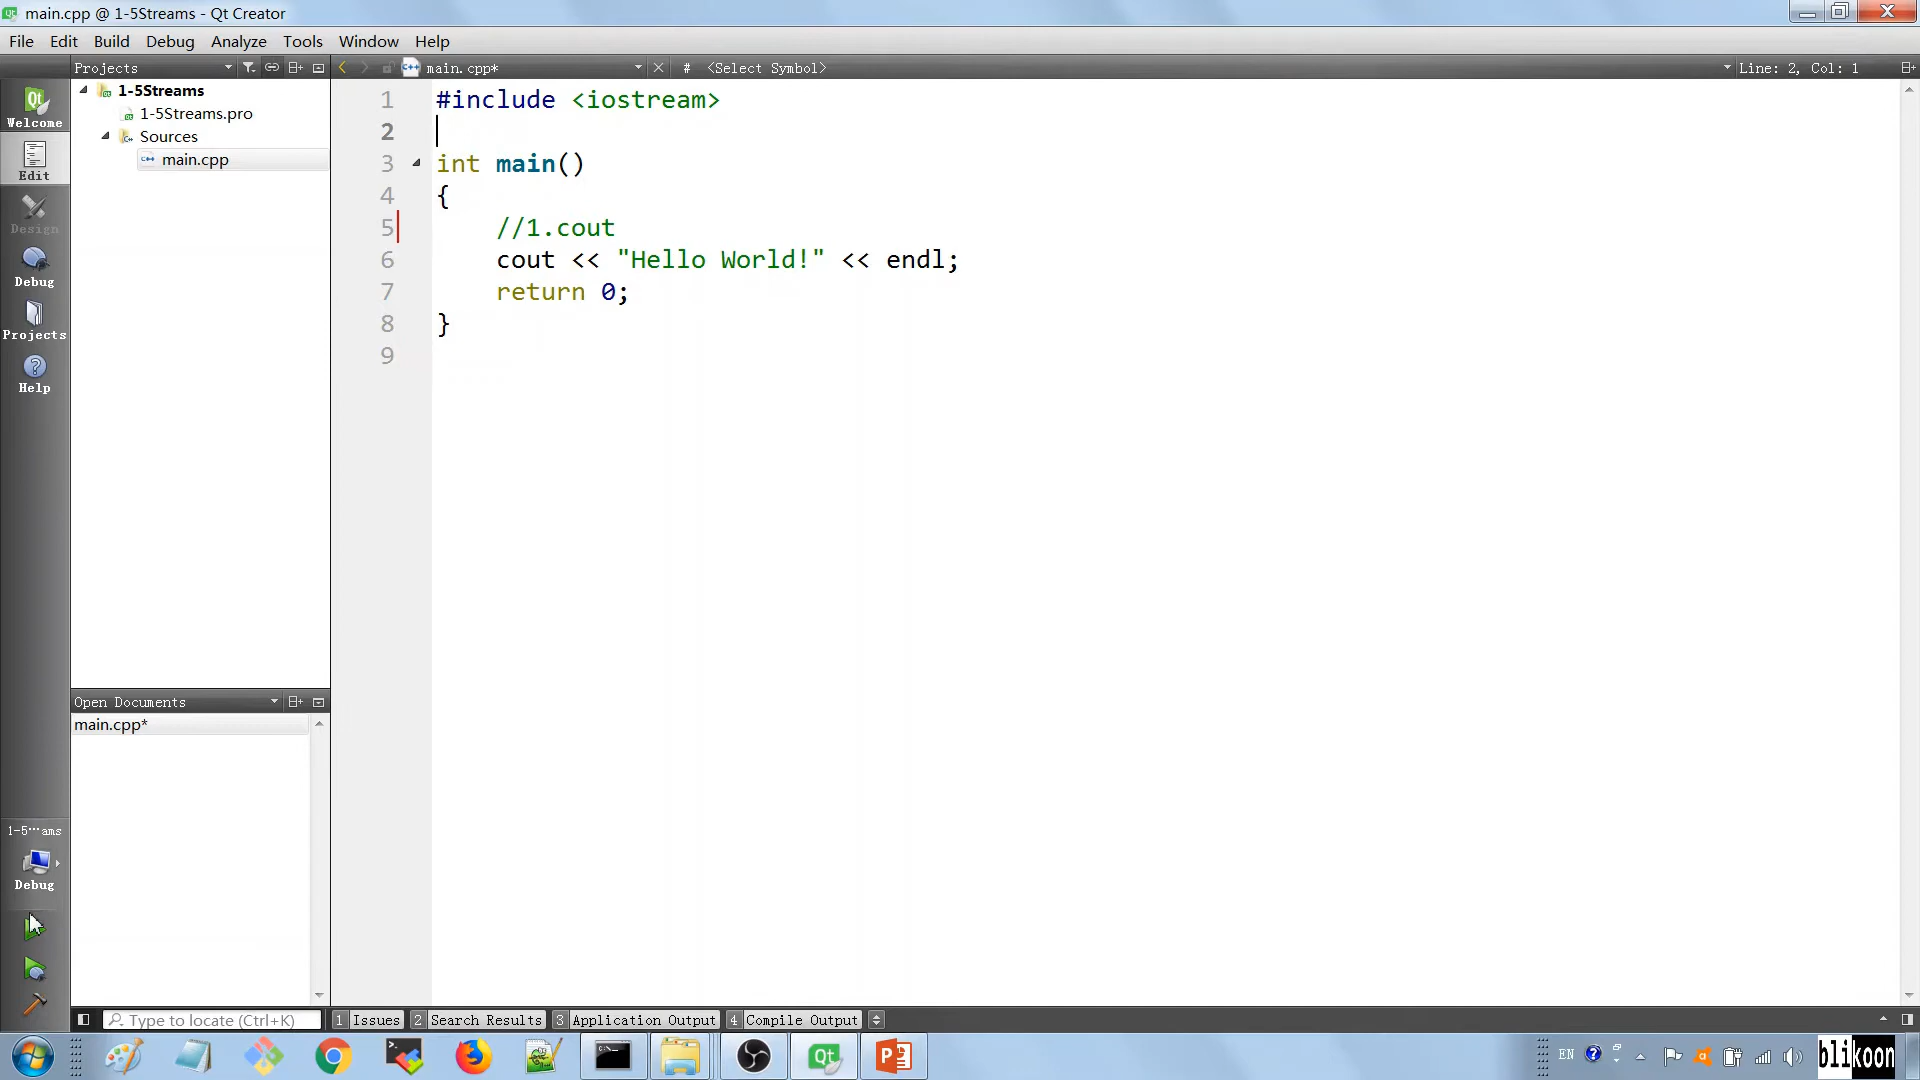 main.cpp @ 1-5Streams - Qt Creator
File Edit Build Debug Analyze Tools Window Help
Projects main.cpp* # <Select Symbol> Line: 2, Col: 1
Welcome
Edit
Design
Debug
Projects
Help
1-5Streams
1-5Streams.pro
Sources
main.cpp
1 #include <iostream>
2
3 int main()
4 {
5 //1.cout
6 cout << "Hello World!" << endl;
7 return 0;
8 }
9
Open Documents
main.cpp*
1-5···ams
Debug
Type to locate (Ctrl+K) 1 Issues 2 Search Results 3 Application Output 4 Compile Output
EN
blikoon